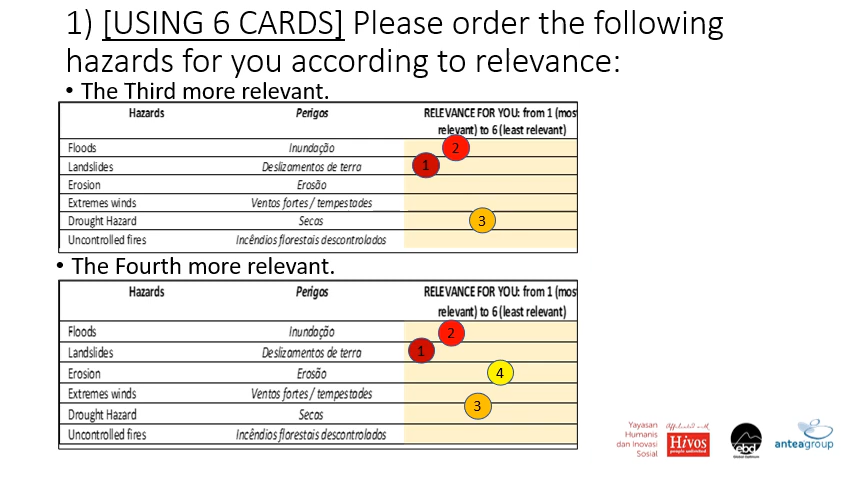 1) [USING 6 CARDS] Please order the following
hazards for you according to relevance:
• The Third more relevant.
Hazards Perigos RELEVANCE FOR YOU: from 1 (mos
relevant) to 6 (least relevant)
Floods Inundação 2
Landslides Deslizamentos de terra 1
Erosion Erosão
Extremes winds Ventos fortes / tempestades
Drought Hazard Secas 3
Uncontrolled fires Incêndios florestais descontrolados
• The Fourth more relevant.
Hazards Perigos RELEVANCE FOR YOU: from 1 (mos
relevant) to 6 (least relevant)
Floods Inundação 2
Landslides Deslizamentos de terra 1
Erosion Erosão 4
Extremes winds Ventos fortes / tempestades
Drought Hazard Secas 3
Uncontrolled fires Incêndios florestais descontrolados
Yayasan
Humanis
dan Inovasi
Sosial
affiliated with
Hivos
people unlimited
ebd
anteagroup